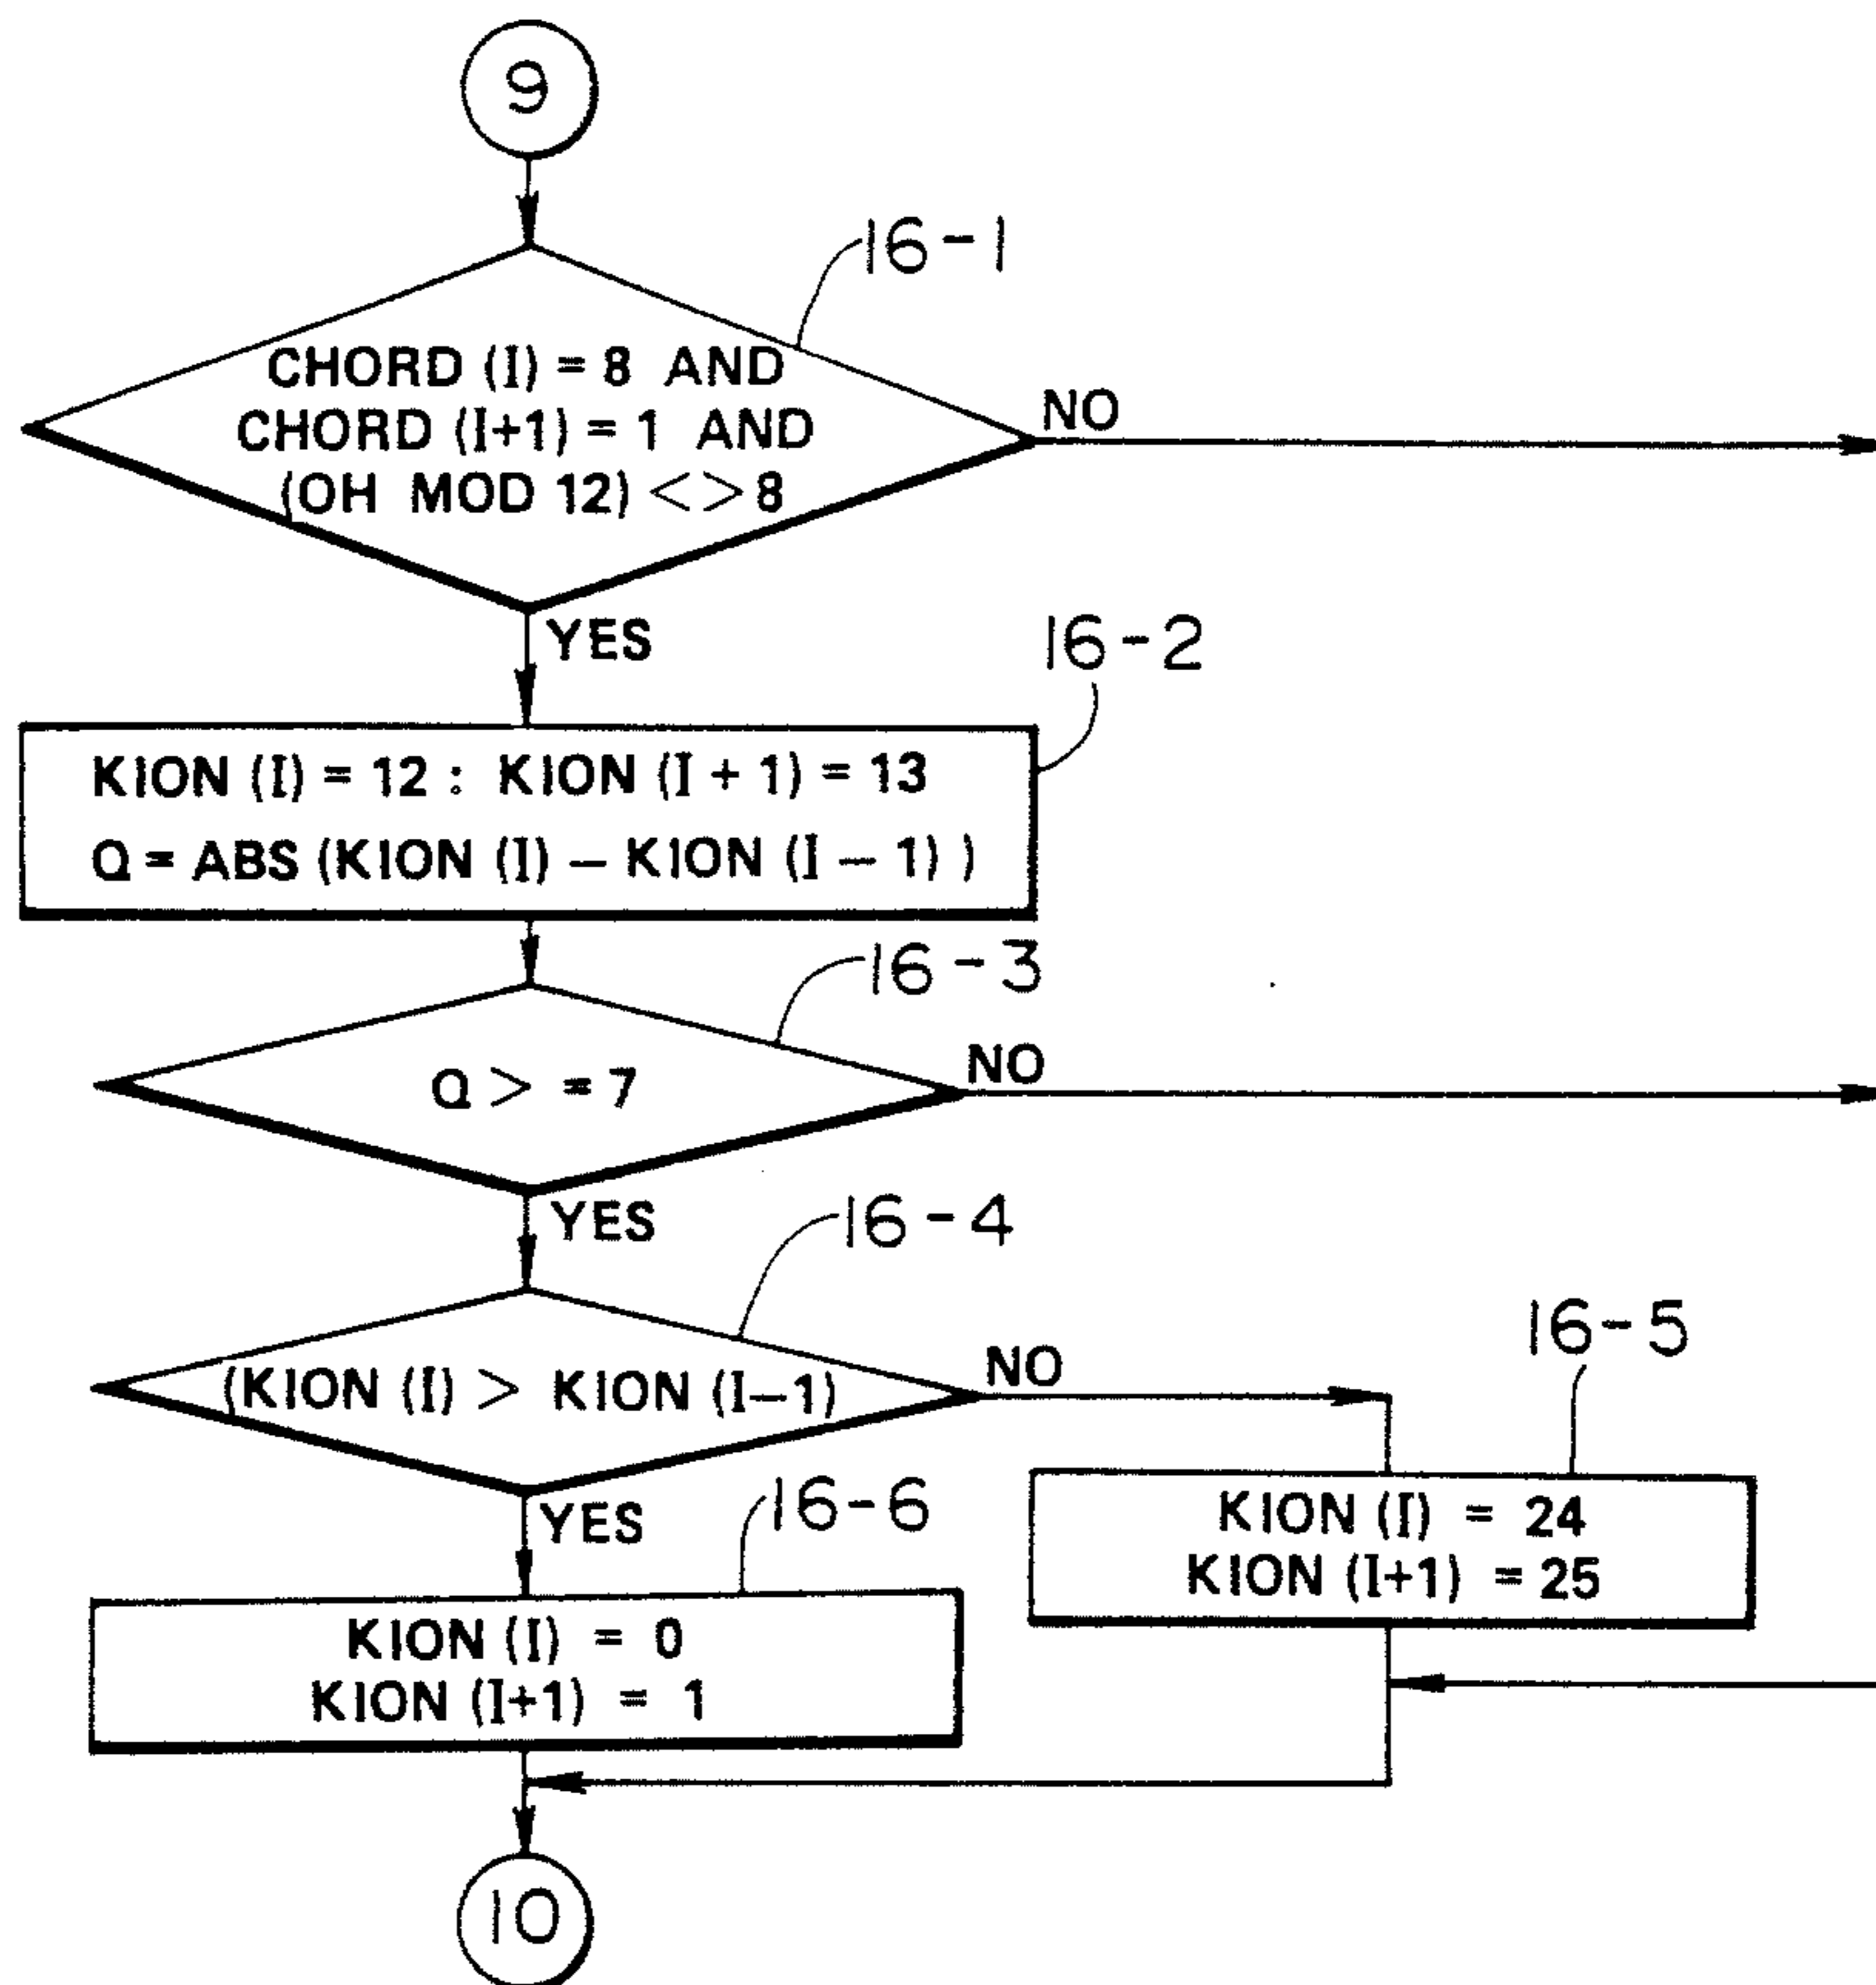 9
16-1
CHORD (I) = 8 AND
CHORD (I+1) = 1 AND
(OH MOD 12) <> 8
NO
YES
16-2
KION (I) = 12 : KION (I + 1) = 13
Q = ABS (KION (I) - KION (I - 1) )
16-3
Q > = 7
NO
YES
16-4
(KION (I) > KION (I-1)
NO
16-5
KION (I) = 24
KION (I+1) = 25
YES
16-6
KION (I) = 0
KION (I+1) = 1
10